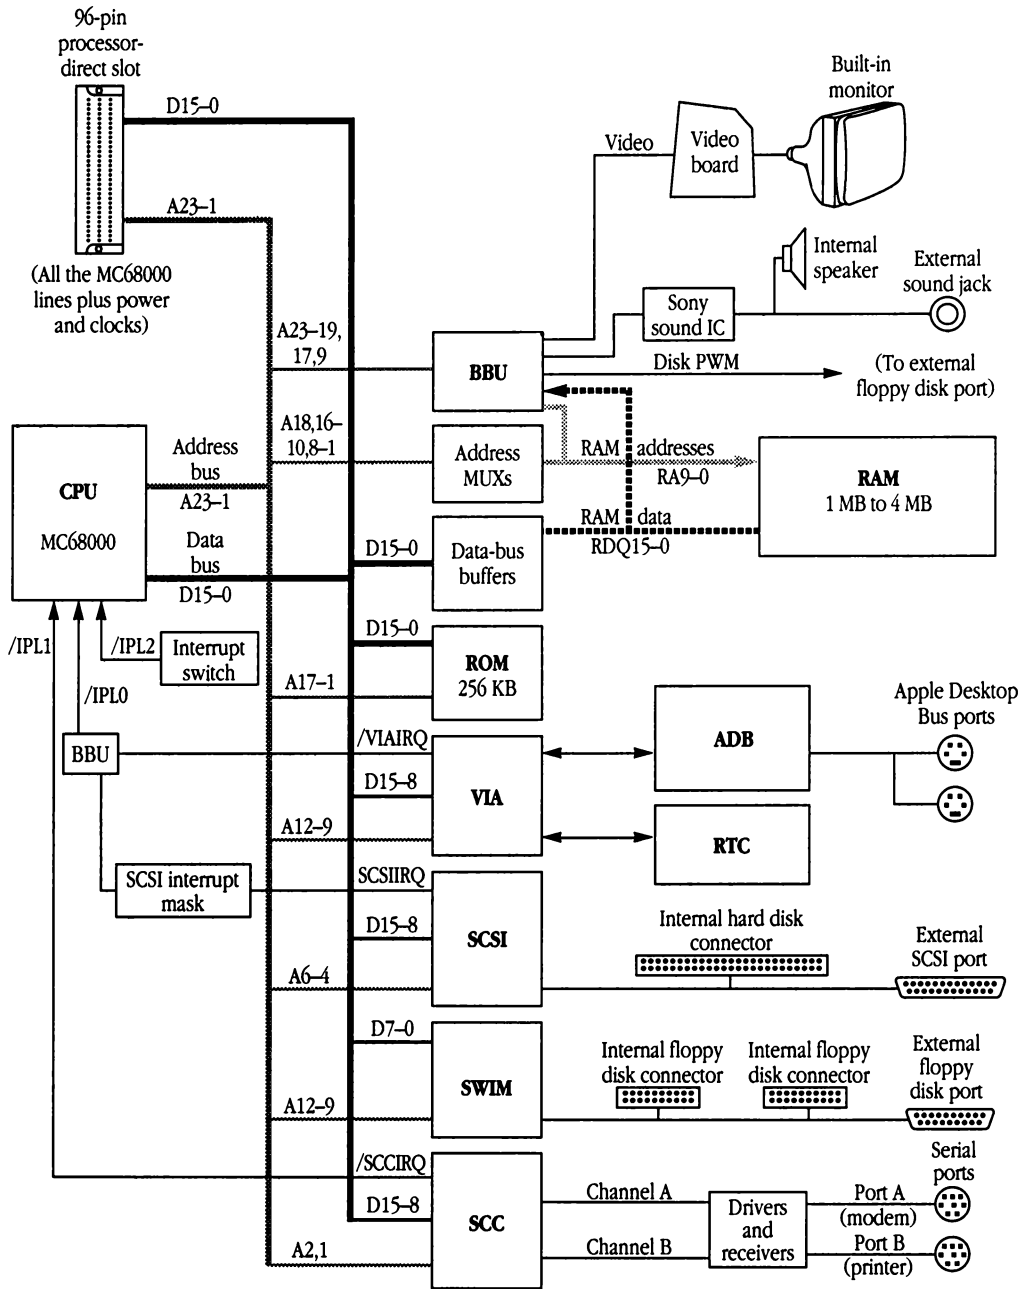 96-pin
processor-
direct slot
D15–0
A23–1
(All the MC68000
lines plus power
and clocks)
Built-in
monitor
Video
Video
board
Internal
speaker
External
sound jack
Sony
sound IC
A23–19,
17,9
BBU
Disk PWM
(To external
floppy disk port)
A18,16–
10,8–1
Address
MUXs
RAM addresses
RA9–0
RAM
1 MB to 4 MB
CPU
MC68000
Address
bus
A23–1
Data
bus
D15–0
D15–0
Data-bus
buffers
RAM data
RDQ15–0
/IPL1
/IPL2
Interrupt
switch
/IPL0
D15–0
A17–1
ROM
256 KB
BBU
/VIAIRQ
D15–8
A12–9
VIA
ADB
Apple Desktop
Bus ports
RTC
SCSI interrupt
mask
SCSIIRQ
D15–8
A6–4
SCSI
Internal hard disk
connector
External
SCSI port
D7–0
A12–9
SWIM
Internal floppy
disk connector
Internal floppy
disk connector
External
floppy
disk port
/SCCIRQ
D15–8
A2,1
SCC
Channel A
Channel B
Drivers
and
receivers
Serial
ports
Port A
(modem)
Port B
(printer)